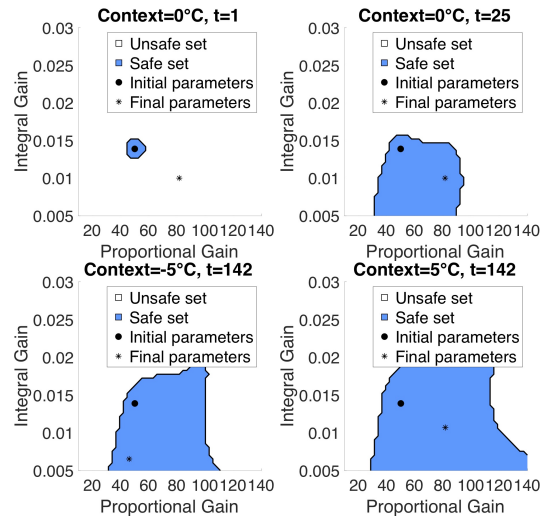 Context=0°C, t=1
0.03
0.025
0.02
0.015
0.01
0.005
Integral Gain
20 40 60 80 100 120 140
Proportional Gain
Unsafe set
Safe set
Initial parameters
Final parameters
Context=0°C, t=25
0.03
0.025
0.02
0.015
0.01
0.005
Integral Gain
20 40 60 80 100 120 140
Proportional Gain
Unsafe set
Safe set
Initial parameters
Final parameters
Context=-5°C, t=142
0.03
0.025
0.02
0.015
0.01
0.005
Integral Gain
20 40 60 80 100 120 140
Proportional Gain
Unsafe set
Safe set
Initial parameters
Final parameters
Context=5°C, t=142
0.03
0.025
0.02
0.015
0.01
0.005
Integral Gain
20 40 60 80 100 120 140
Proportional Gain
Unsafe set
Safe set
Initial parameters
Final parameters